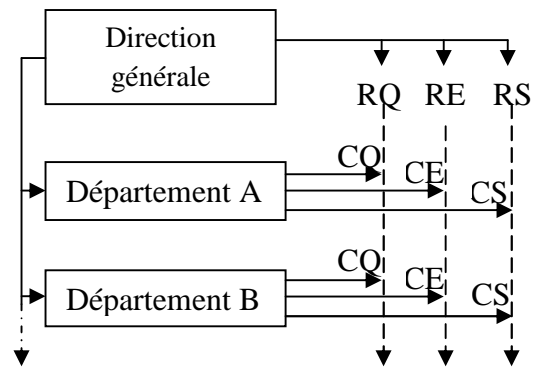 Direction
générale
RQ RE RS
CQ
Département A
CE
CS
CQ
Département B
CE
CS